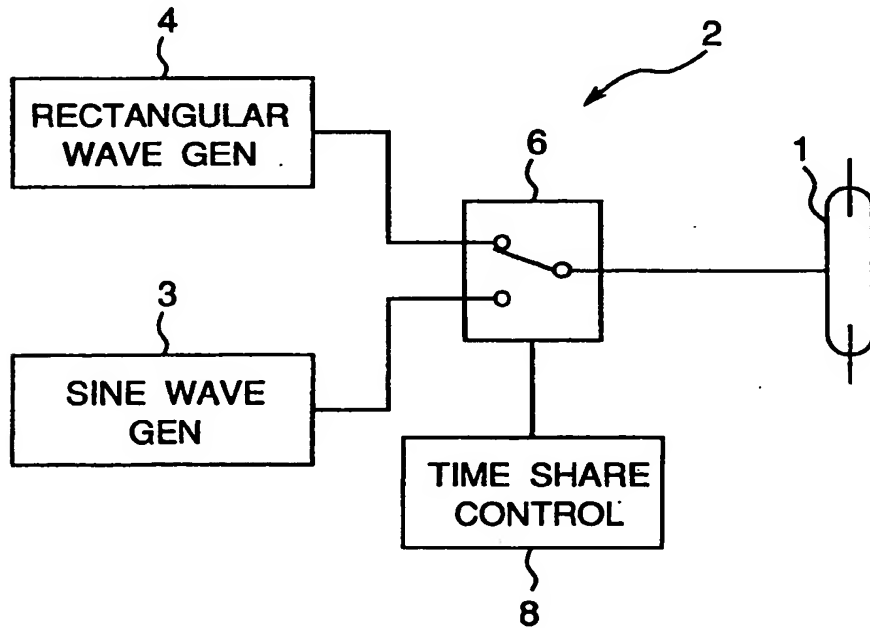 4
2
RECTANGULAR
WAVE GEN
6
1
3
SINE WAVE
GEN
TIME SHARE
CONTROL
8